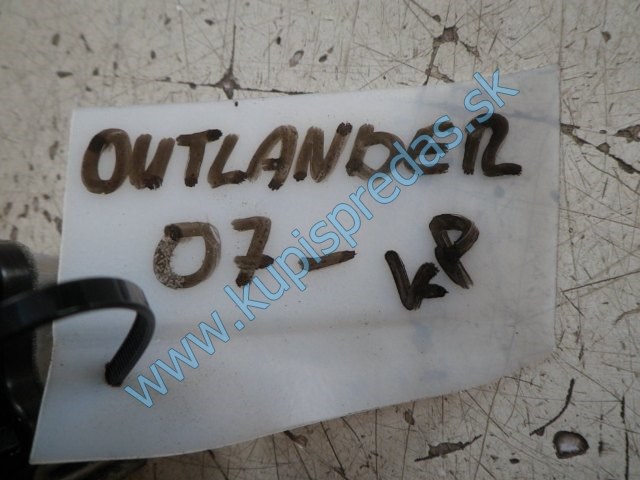 OUTLANDER
07-
KP
www.kupispredas.sk